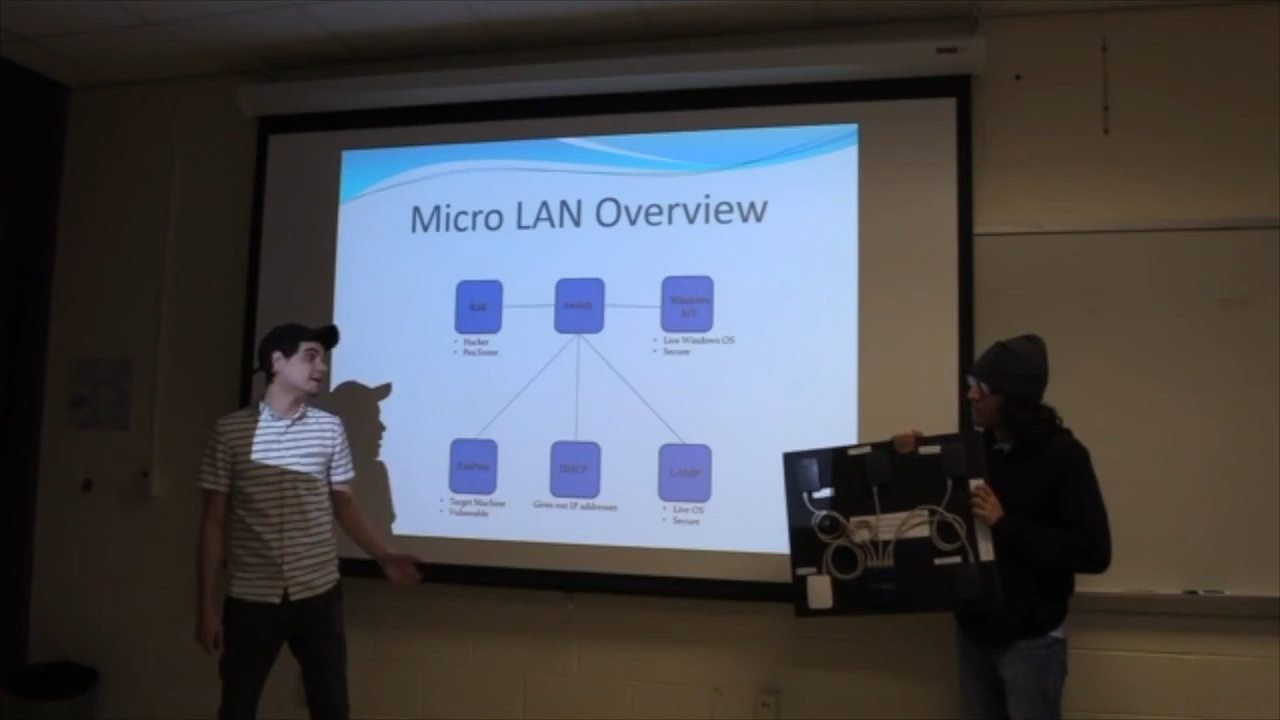 Micro LAN Overview
Kali
Switch
Windows
IoT
• Hacker
• PenTester
• Live Windows OS
• Secure
RasPwn
DHCP
LAMP
• Target Machine
• Vulnerable
Gives out IP addresses
• Live OS
• Secure